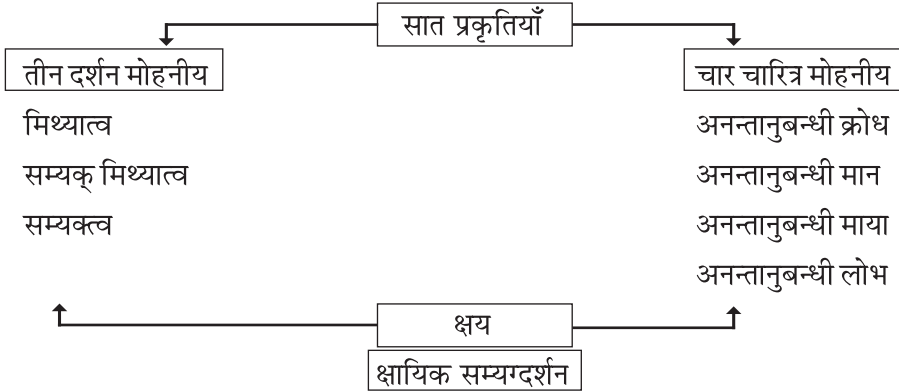 सात प्रकृतियाँ
तीन दर्शन मोहनीय
मिथ्यात्व
सम्यक् मिथ्यात्व
सम्यक्त्व
चार चारित्र मोहनीय
अनन्तानुबन्धी क्रोध
अनन्तानुबन्धी मान
अनन्तानुबन्धी माया
अनन्तानुबन्धी लोभ
क्षय
क्षायिक सम्यग्दर्शन